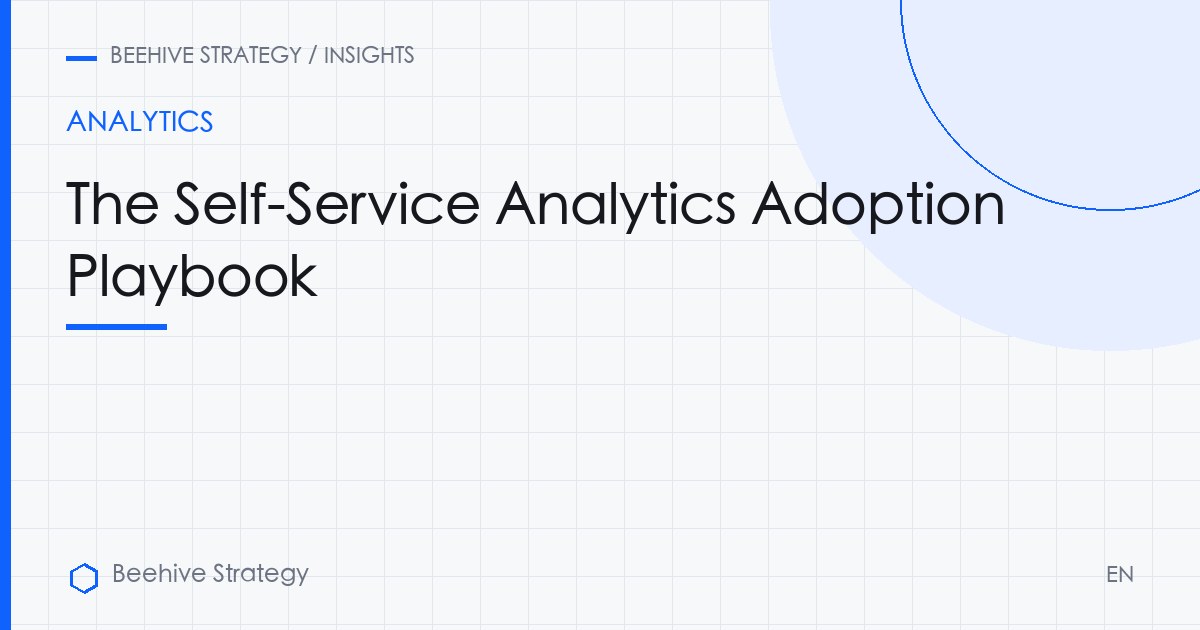 BEEHIVE STRATEGY / INSIGHTS
ANALYTICS
The Self-Service Analytics Adoption
Playbook
Beehive Strategy
EN